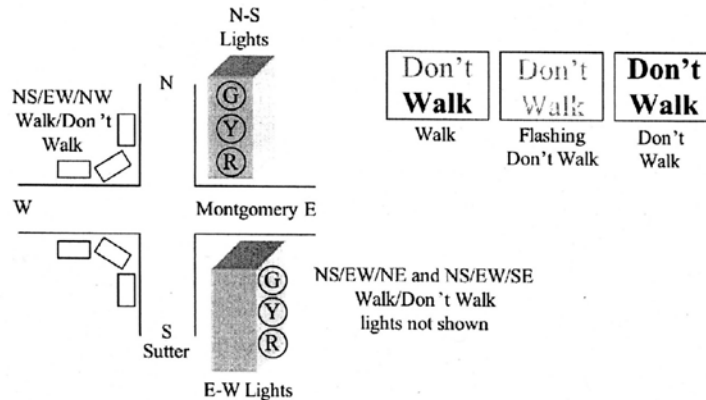 N-S
Lights
N
NS/EW/NW
Walk/Don't
Walk
G
Y
R
W
Montgomery E
S
Sutter
G
Y
R
E-W Lights
NS/EW/NE and NS/EW/SE
Walk/Don't Walk
lights not shown
Don't
Walk
Walk
Don't
Walk
Flashing
Don't Walk
Don't
Walk
Don't
Walk